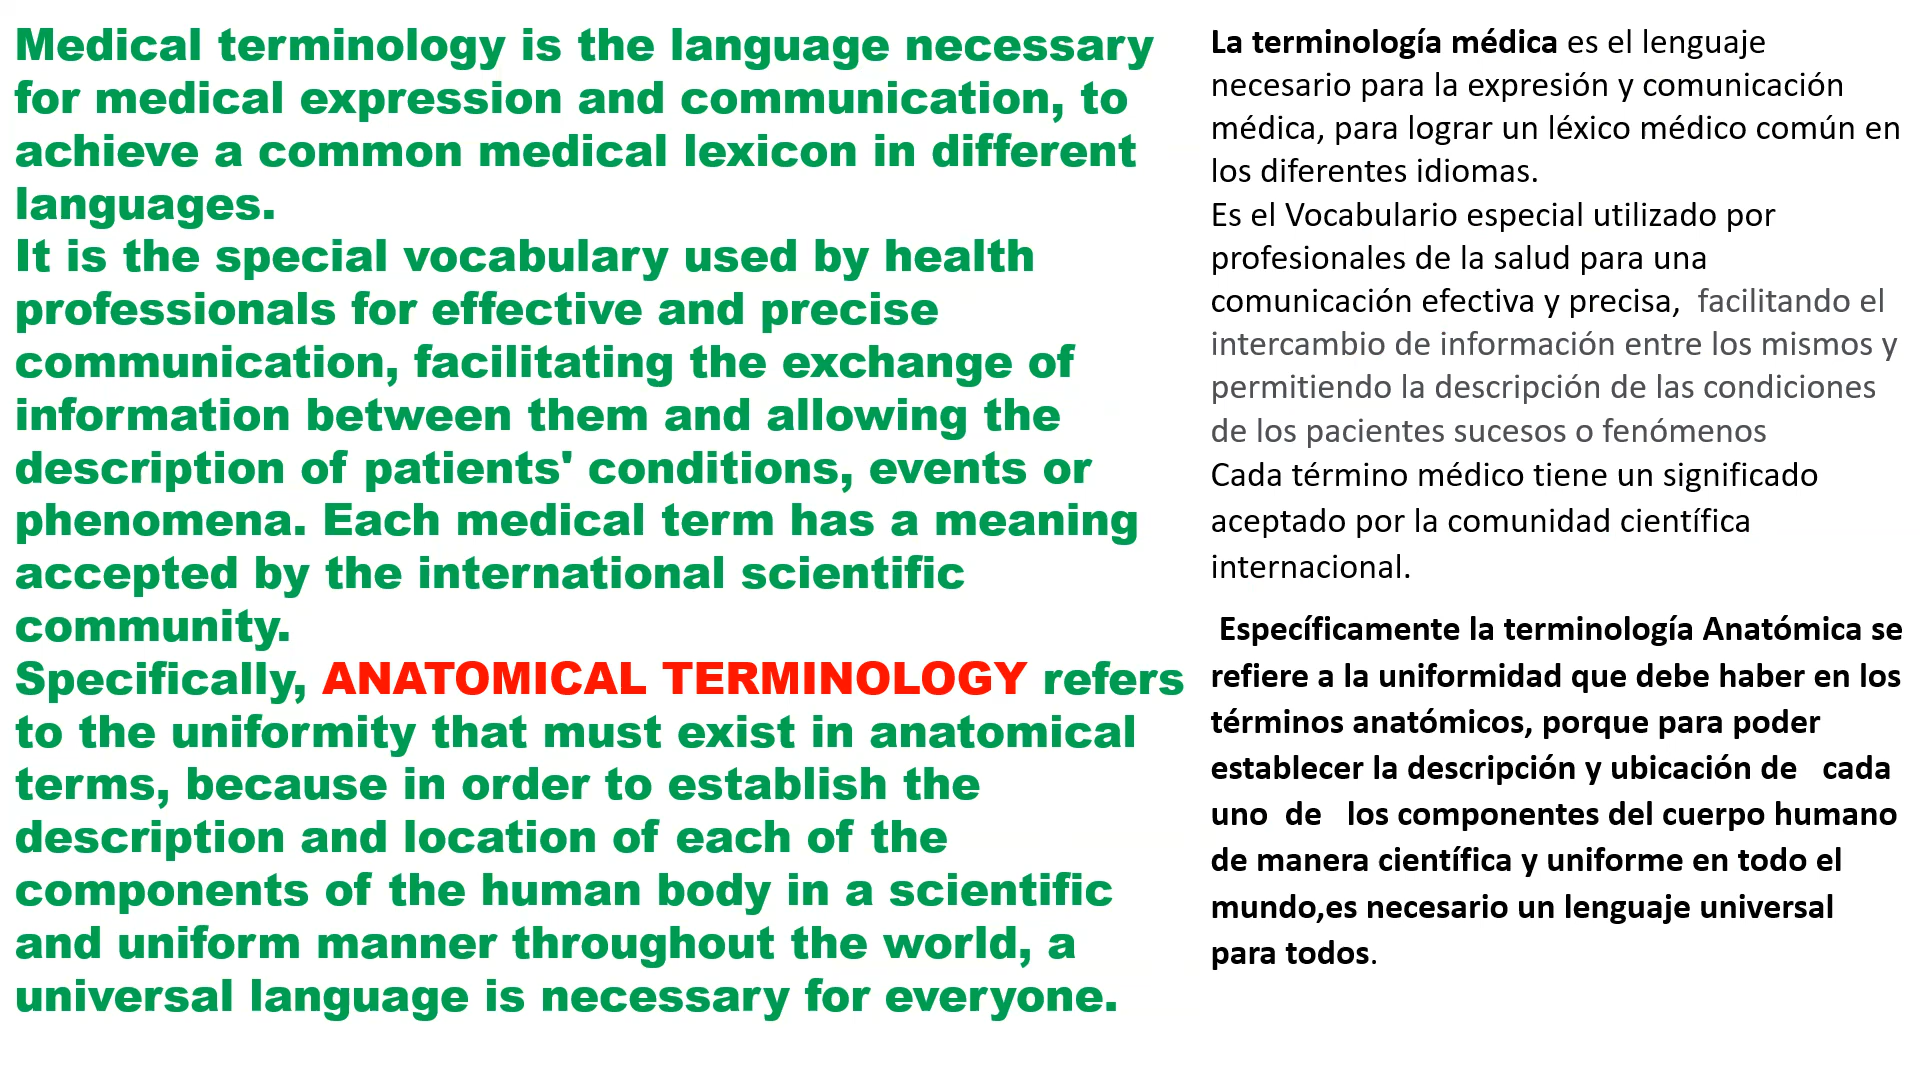 Medical terminology is the language necessary
for medical expression and communication, to
achieve a common medical lexicon in different
languages.
It is the special vocabulary used by health
professionals for effective and precise
communication, facilitating the exchange of
information between them and allowing the
description of patients' conditions, events or
phenomena. Each medical term has a meaning
accepted by the international scientific
community.
Specifically, ANATOMICAL TERMINOLOGY refers
to the uniformity that must exist in anatomical
terms, because in order to establish the
description and location of each of the
components of the human body in a scientific
and uniform manner throughout the world, a
universal language is necessary for everyone.
La terminología médica es el lenguaje
necesario para la expresión y comunicación
médica, para lograr un léxico médico común en
los diferentes idiomas.
Es el Vocabulario especial utilizado por
profesionales de la salud para una
comunicación efectiva y precisa, facilitando el
intercambio de información entre los mismos y
permitiendo la descripción de las condiciones
de los pacientes sucesos o fenómenos
Cada término médico tiene un significado
aceptado por la comunidad científica
internacional.
Específicamente la terminología Anatómica se
refiere a la uniformidad que debe haber en los
términos anatómicos, porque para poder
establecer la descripción y ubicación de cada
uno de los componentes del cuerpo humano
de manera científica y uniforme en todo el
mundo,es necesario un lenguaje universal
para todos.